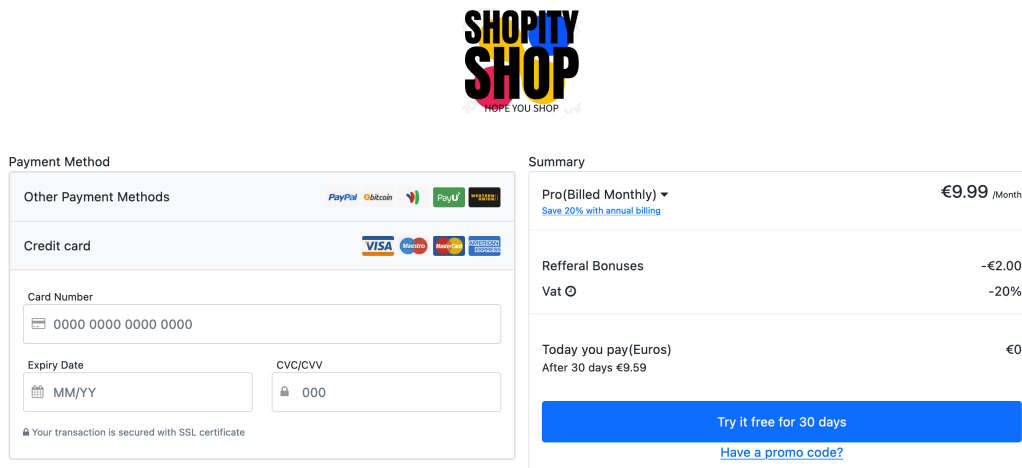 SHOPITY
SHOP
HOPE YOU SHOP
Payment Method
Other Payment Methods
PayPal bitcoin PayU WESTERN UNION
Credit card
VISA Maestro MasterCard AMERICAN EXPRESS
Card Number
0000 0000 0000 0000
Expiry Date CVC/CVV
MM/YY 000
Your transaction is secured with SSL certificate
Summary
Pro(Billed Monthly) €9.99 /Month
Save 20% with annual billing
Refferal Bonuses -€2.00
Vat -20%
Today you pay(Euros) €0
After 30 days €9.59
Try it free for 30 days
Have a promo code?